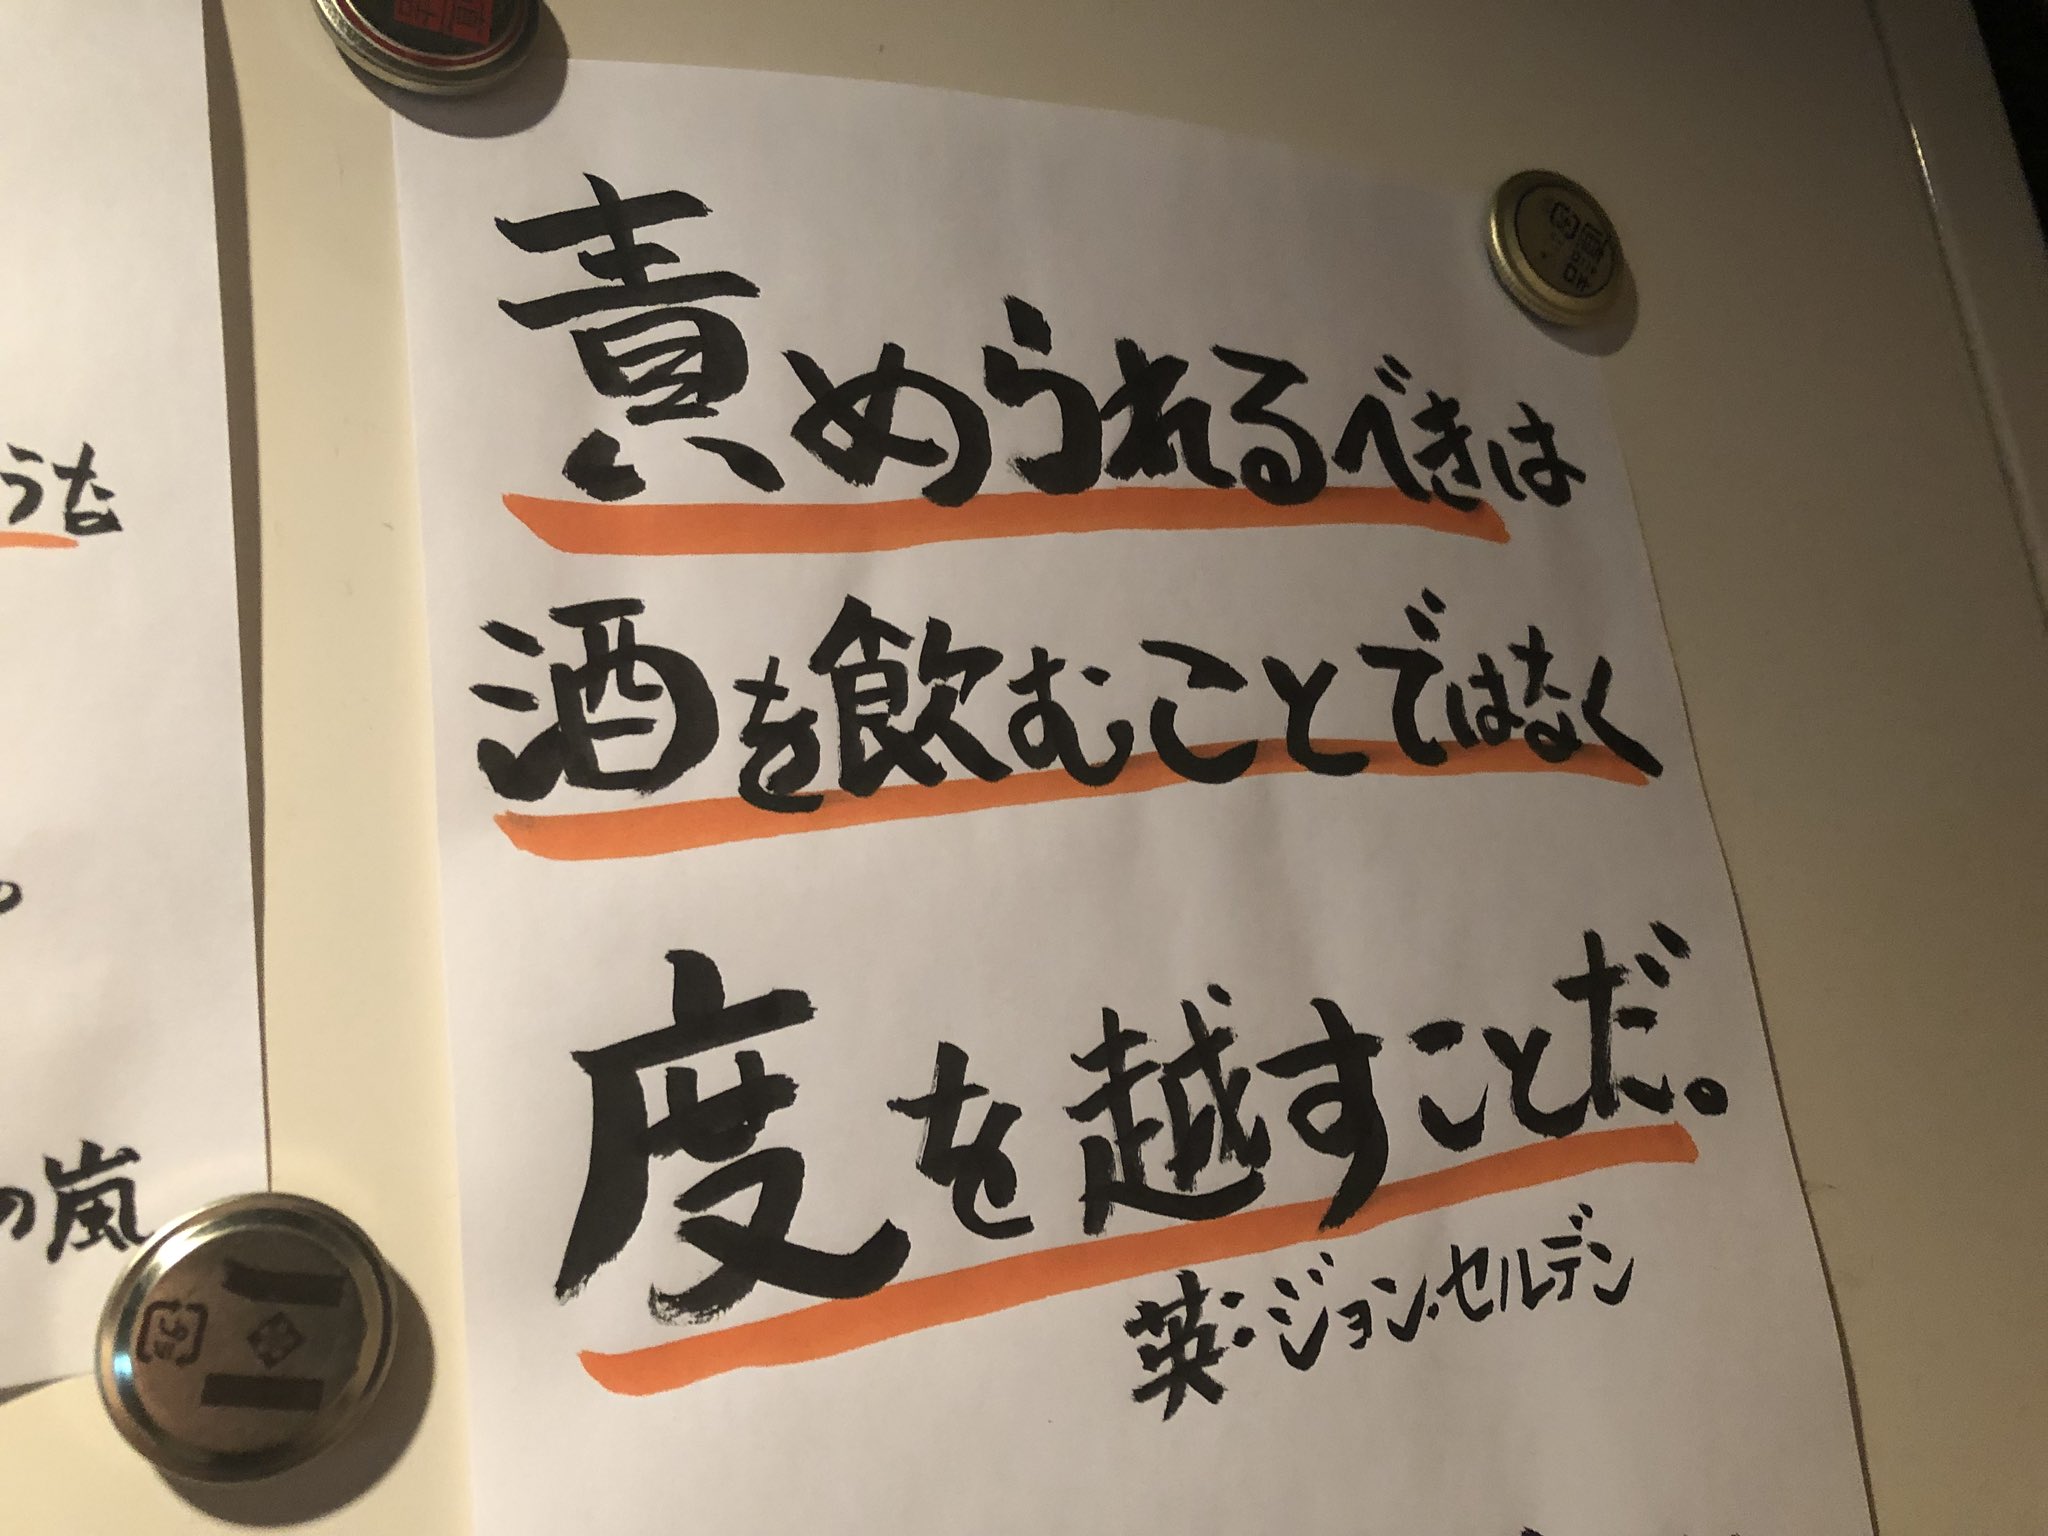 責められるべきは
酒を飲むことではなく
度を越すことだ。
英:ジョン・セルデン
うな
の嵐